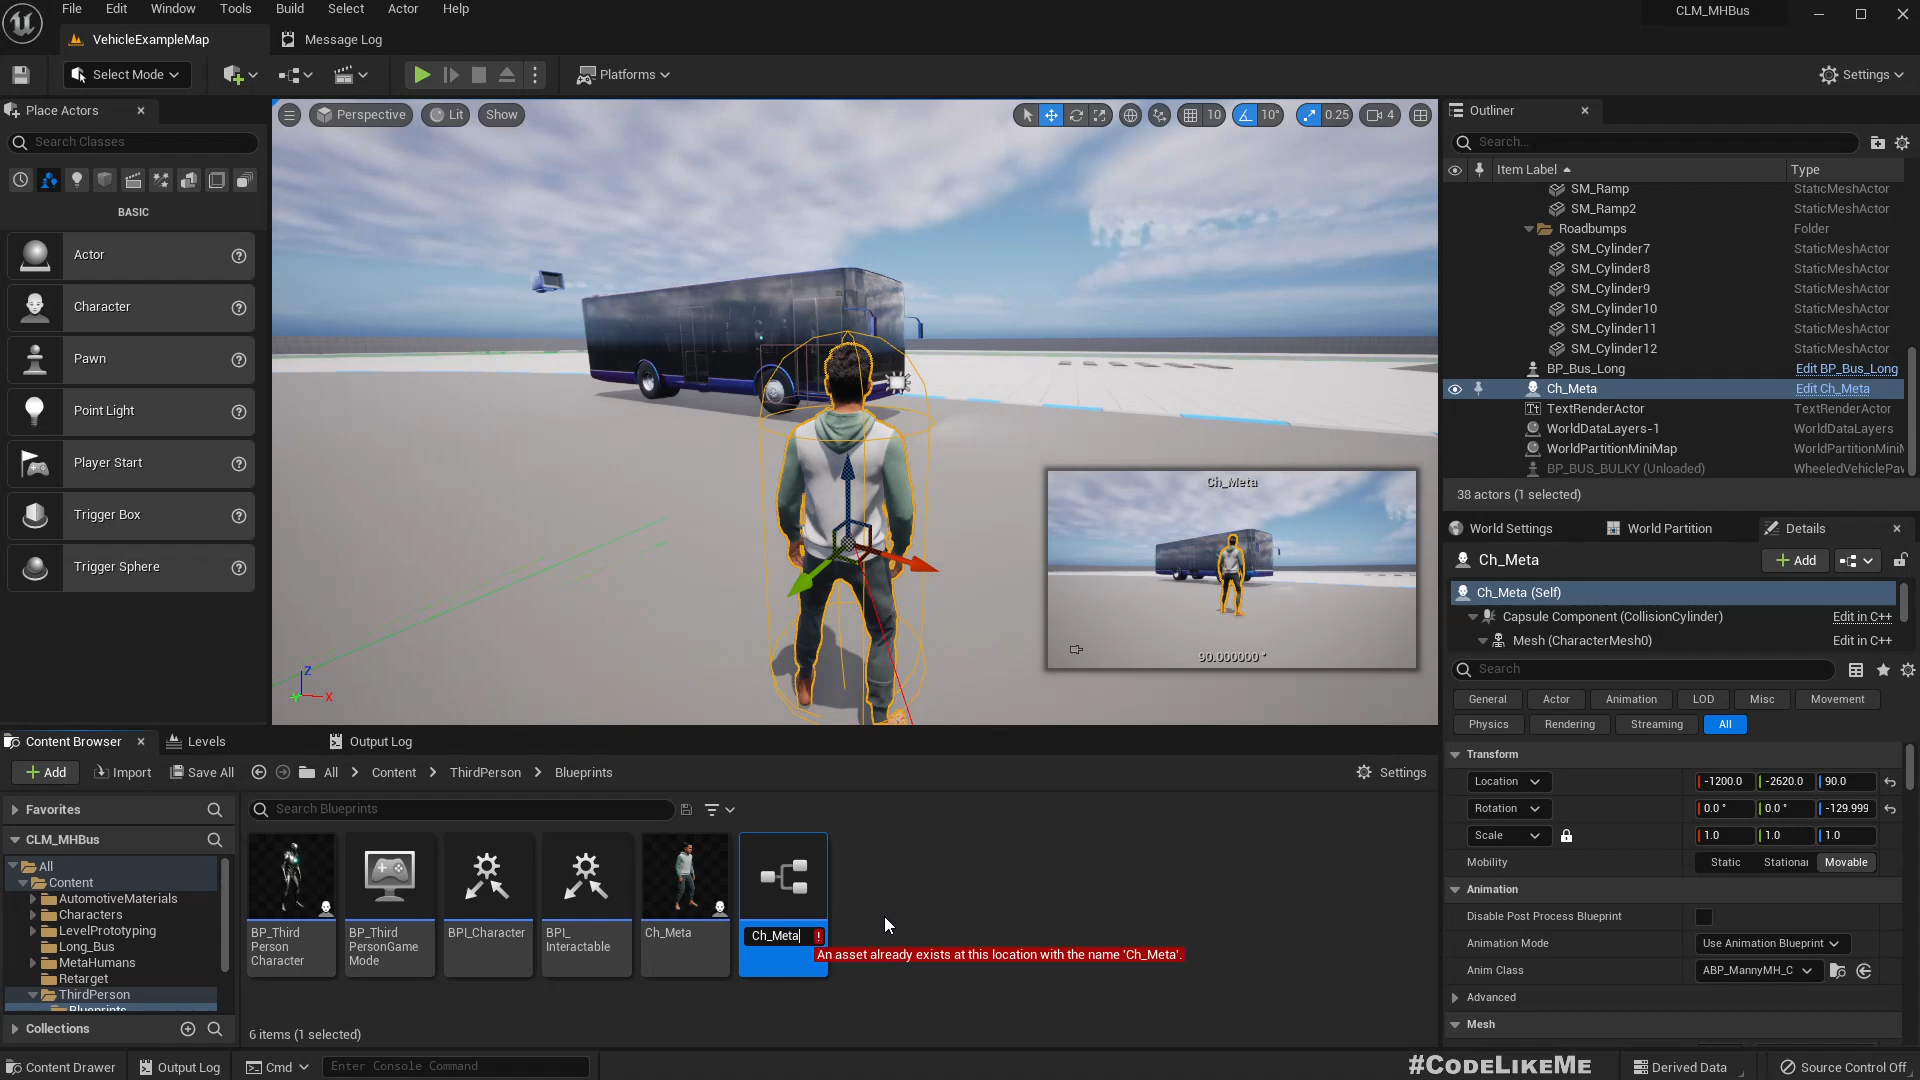 File Edit Window Tools Build Select Actor Help
CLM_MHBus
VehicleExampleMap
Message Log
Select Mode
Platforms
Settings
Place Actors
Search Classes
BASIC
Actor
Character
Pawn
Point Light
Player Start
Trigger Box
Trigger Sphere
Perspective
Lit
Show
10
10°
0.25
4
Ch_Meta
90.000000 °
Z
X
Outliner
Search...
Item Label
Type
SM_Ramp StaticMeshActor
SM_Ramp2 StaticMeshActor
Roadbumps Folder
SM_Cylinder7 StaticMeshActor
SM_Cylinder8 StaticMeshActor
SM_Cylinder9 StaticMeshActor
SM_Cylinder10 StaticMeshActor
SM_Cylinder11 StaticMeshActor
SM_Cylinder12 StaticMeshActor
BP_Bus_Long Edit BP_Bus_Long
Ch_Meta Edit Ch_Meta
TextRenderActor TextRenderActor
WorldDataLayers-1 WorldDataLayers
WorldPartitionMiniMap WorldPartitionMiniM
BP_BUS_BULKY (Unloaded) WheeledVehiclePaw
38 actors (1 selected)
World Settings
World Partition
Details
Ch_Meta
Add
Ch_Meta (Self)
Capsule Component (CollisionCylinder) Edit in C++
Mesh (CharacterMesh0) Edit in C++
Search
General Actor Animation LOD Misc Movement
Physics Rendering Streaming All
Transform
Location -1200.0 -2620.0 90.0
Rotation 0.0 ° 0.0 ° -129.999
Scale 1.0 1.0 1.0
Mobility Static Stationar Movable
Animation
Disable Post Process Blueprint
Animation Mode Use Animation Blueprint
Anim Class ABP_MannyMH_C
Advanced
Mesh
Content Browser
Levels
Output Log
Add
Import
Save All
All > Content > ThirdPerson > Blueprints
Settings
Favorites
CLM_MHBus
All
Content
AutomotiveMaterials
Characters
LevelPrototyping
Long_Bus
MetaHumans
Retarget
ThirdPerson
Blueprints
Collections
Search Blueprints
BP_Third
Person
Character
BP_Third
PersonGame
Mode
BPI_Character
BPI_
Interactable
Ch_Meta
Ch_Meta
!
An asset already exists at this location with the name 'Ch_Meta'.
6 items (1 selected)
Content Drawer
Output Log
Cmd
Enter Console Command
#CODELIKEME
Derived Data
Source Control Off